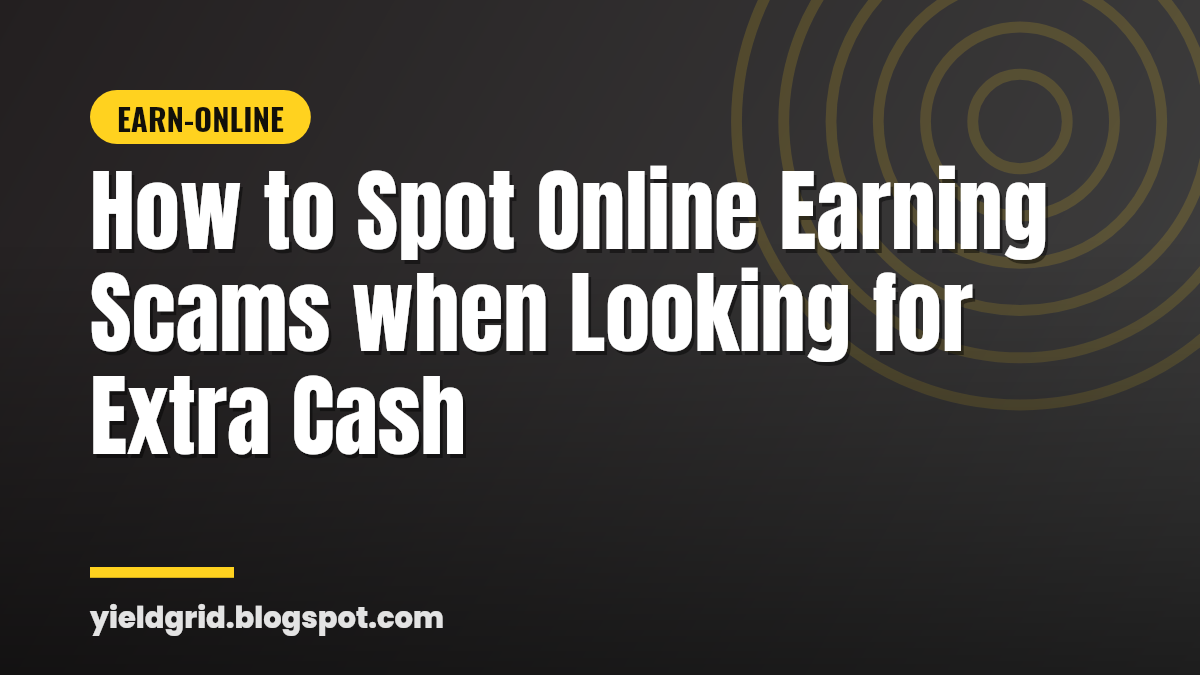 EARN-ONLINE
How to Spot Online Earning
Scams when Looking for
Extra Cash
yieldgrid.blogspot.com